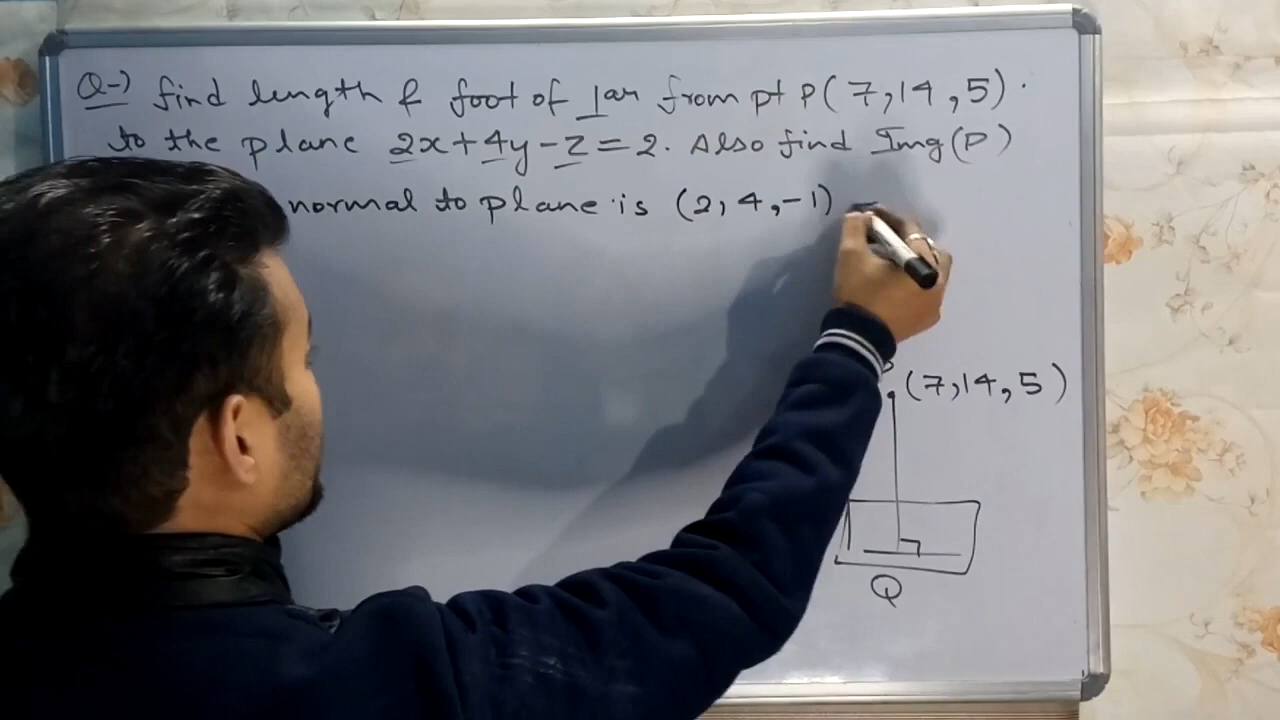 Q→ find length & foot of ⊥ar from pt P(7,14,5).
to the plane 2x+4y-z=2. Also find Img(P)
normal to plane is (2,4,-1)
(7,14,5)
Q